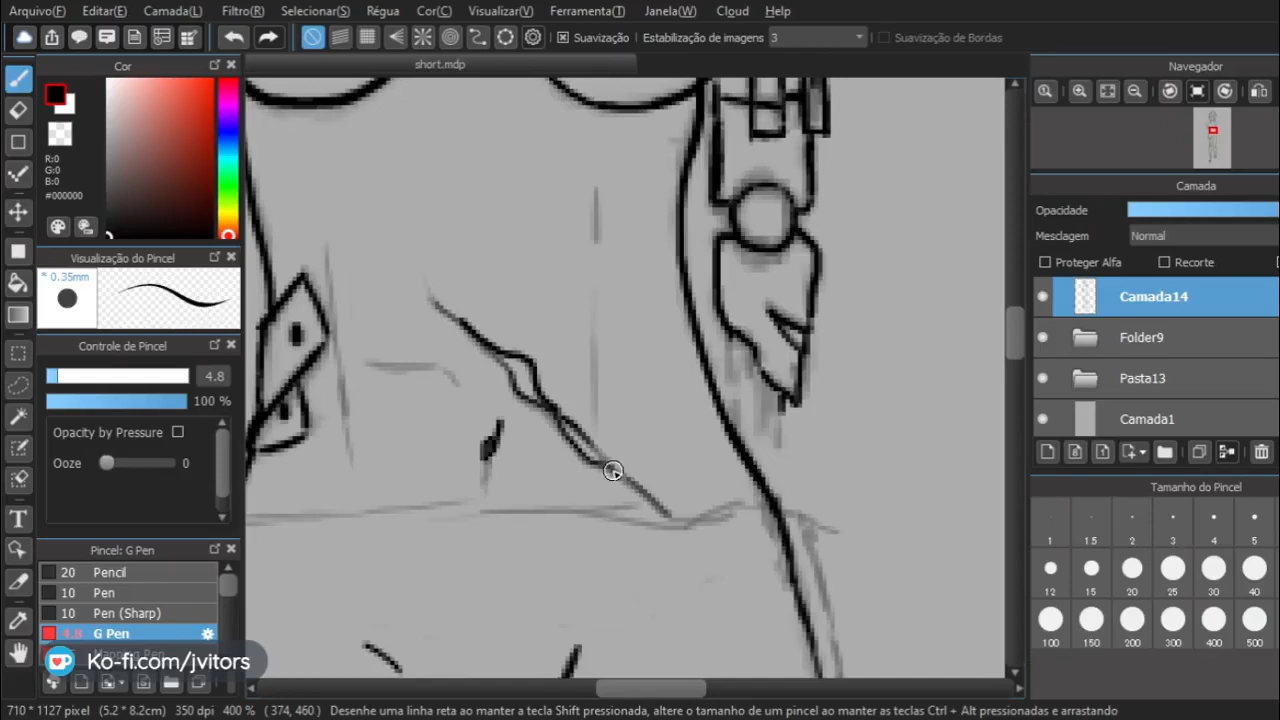 Arquivo(F) Editar(E) Camada(L) Filtro(R) Selecionar(S) Régua Cor(C) Visualizar(V) Ferramenta(T) Janela(W) Cloud Help
Suavização Estabilização de imagens 3 Suavização de Bordas
Cor
short.mdp
Navegador
R:0
G:0
B:0
#000000
Camada
Opacidade
Mesclagem Normal
Proteger Alfa Recorte
Visualização do Pincel
* 0.35mm
Camada14
Folder9
Pasta13
Camada1
Controle de Pincel
4.8
100 %
Opacity by Pressure
Ooze 0
Tamanho do Pincel
1 1.5 2 3 4 5
12 15 20 25 30 40
100 150 200 300 400 500
Pincel: G Pen
20 Pencil
10 Pen
10 Pen (Sharp)
4.8 G Pen
Mapping Pen
Ko-fi.com/jvitors
T
710 * 1127 pixel (5.2 * 8.2cm) 350 dpi 400 % ( 374, 460 ) Desenhe uma linha reta ao manter a tecla Shift pressionada, altere o tamanho de um pincel ao manter as teclas Ctrl + Alt pressionadas e arrastando